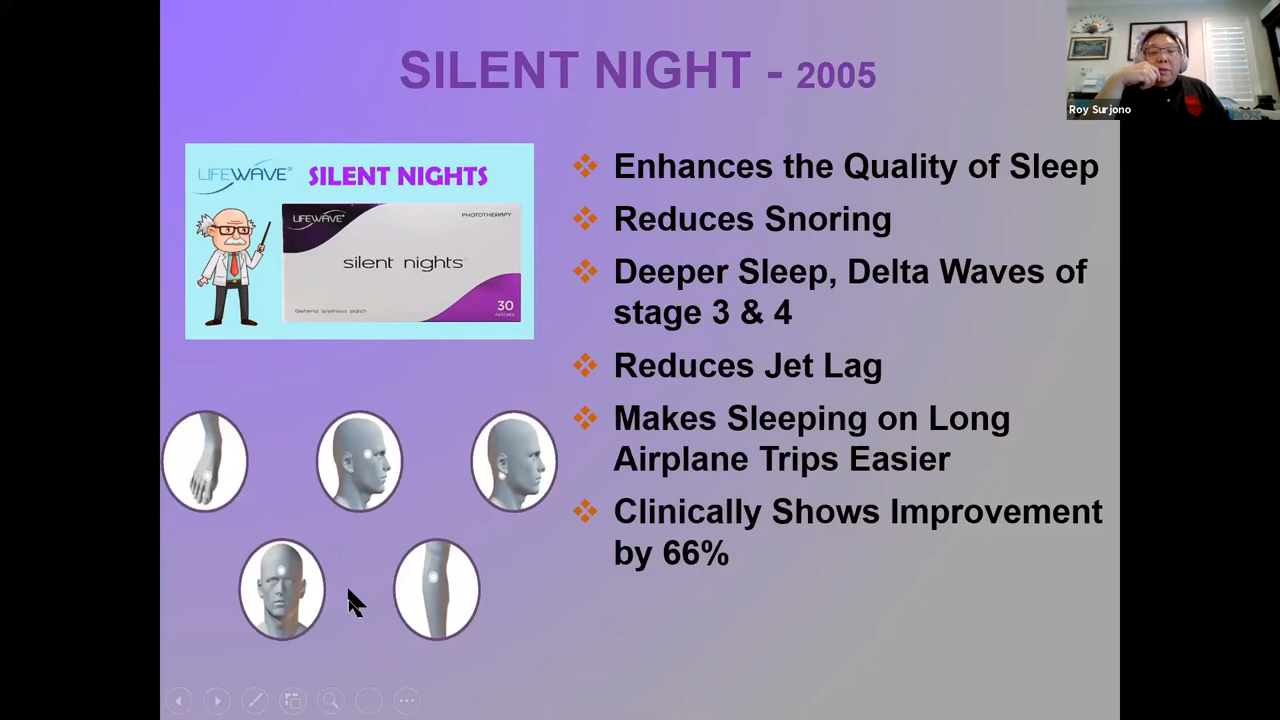 SILENT NIGHT - 2005
Roy Surjono
LIFEWAVE® SILENT NIGHTS
LIFEWAVE® PHOTOTHERAPY
silent nights®
General wellness patch
30
PATCHES
Enhances the Quality of Sleep
Reduces Snoring
Deeper Sleep, Delta Waves of
stage 3 & 4
Reduces Jet Lag
Makes Sleeping on Long
Airplane Trips Easier
Clinically Shows Improvement
by 66%